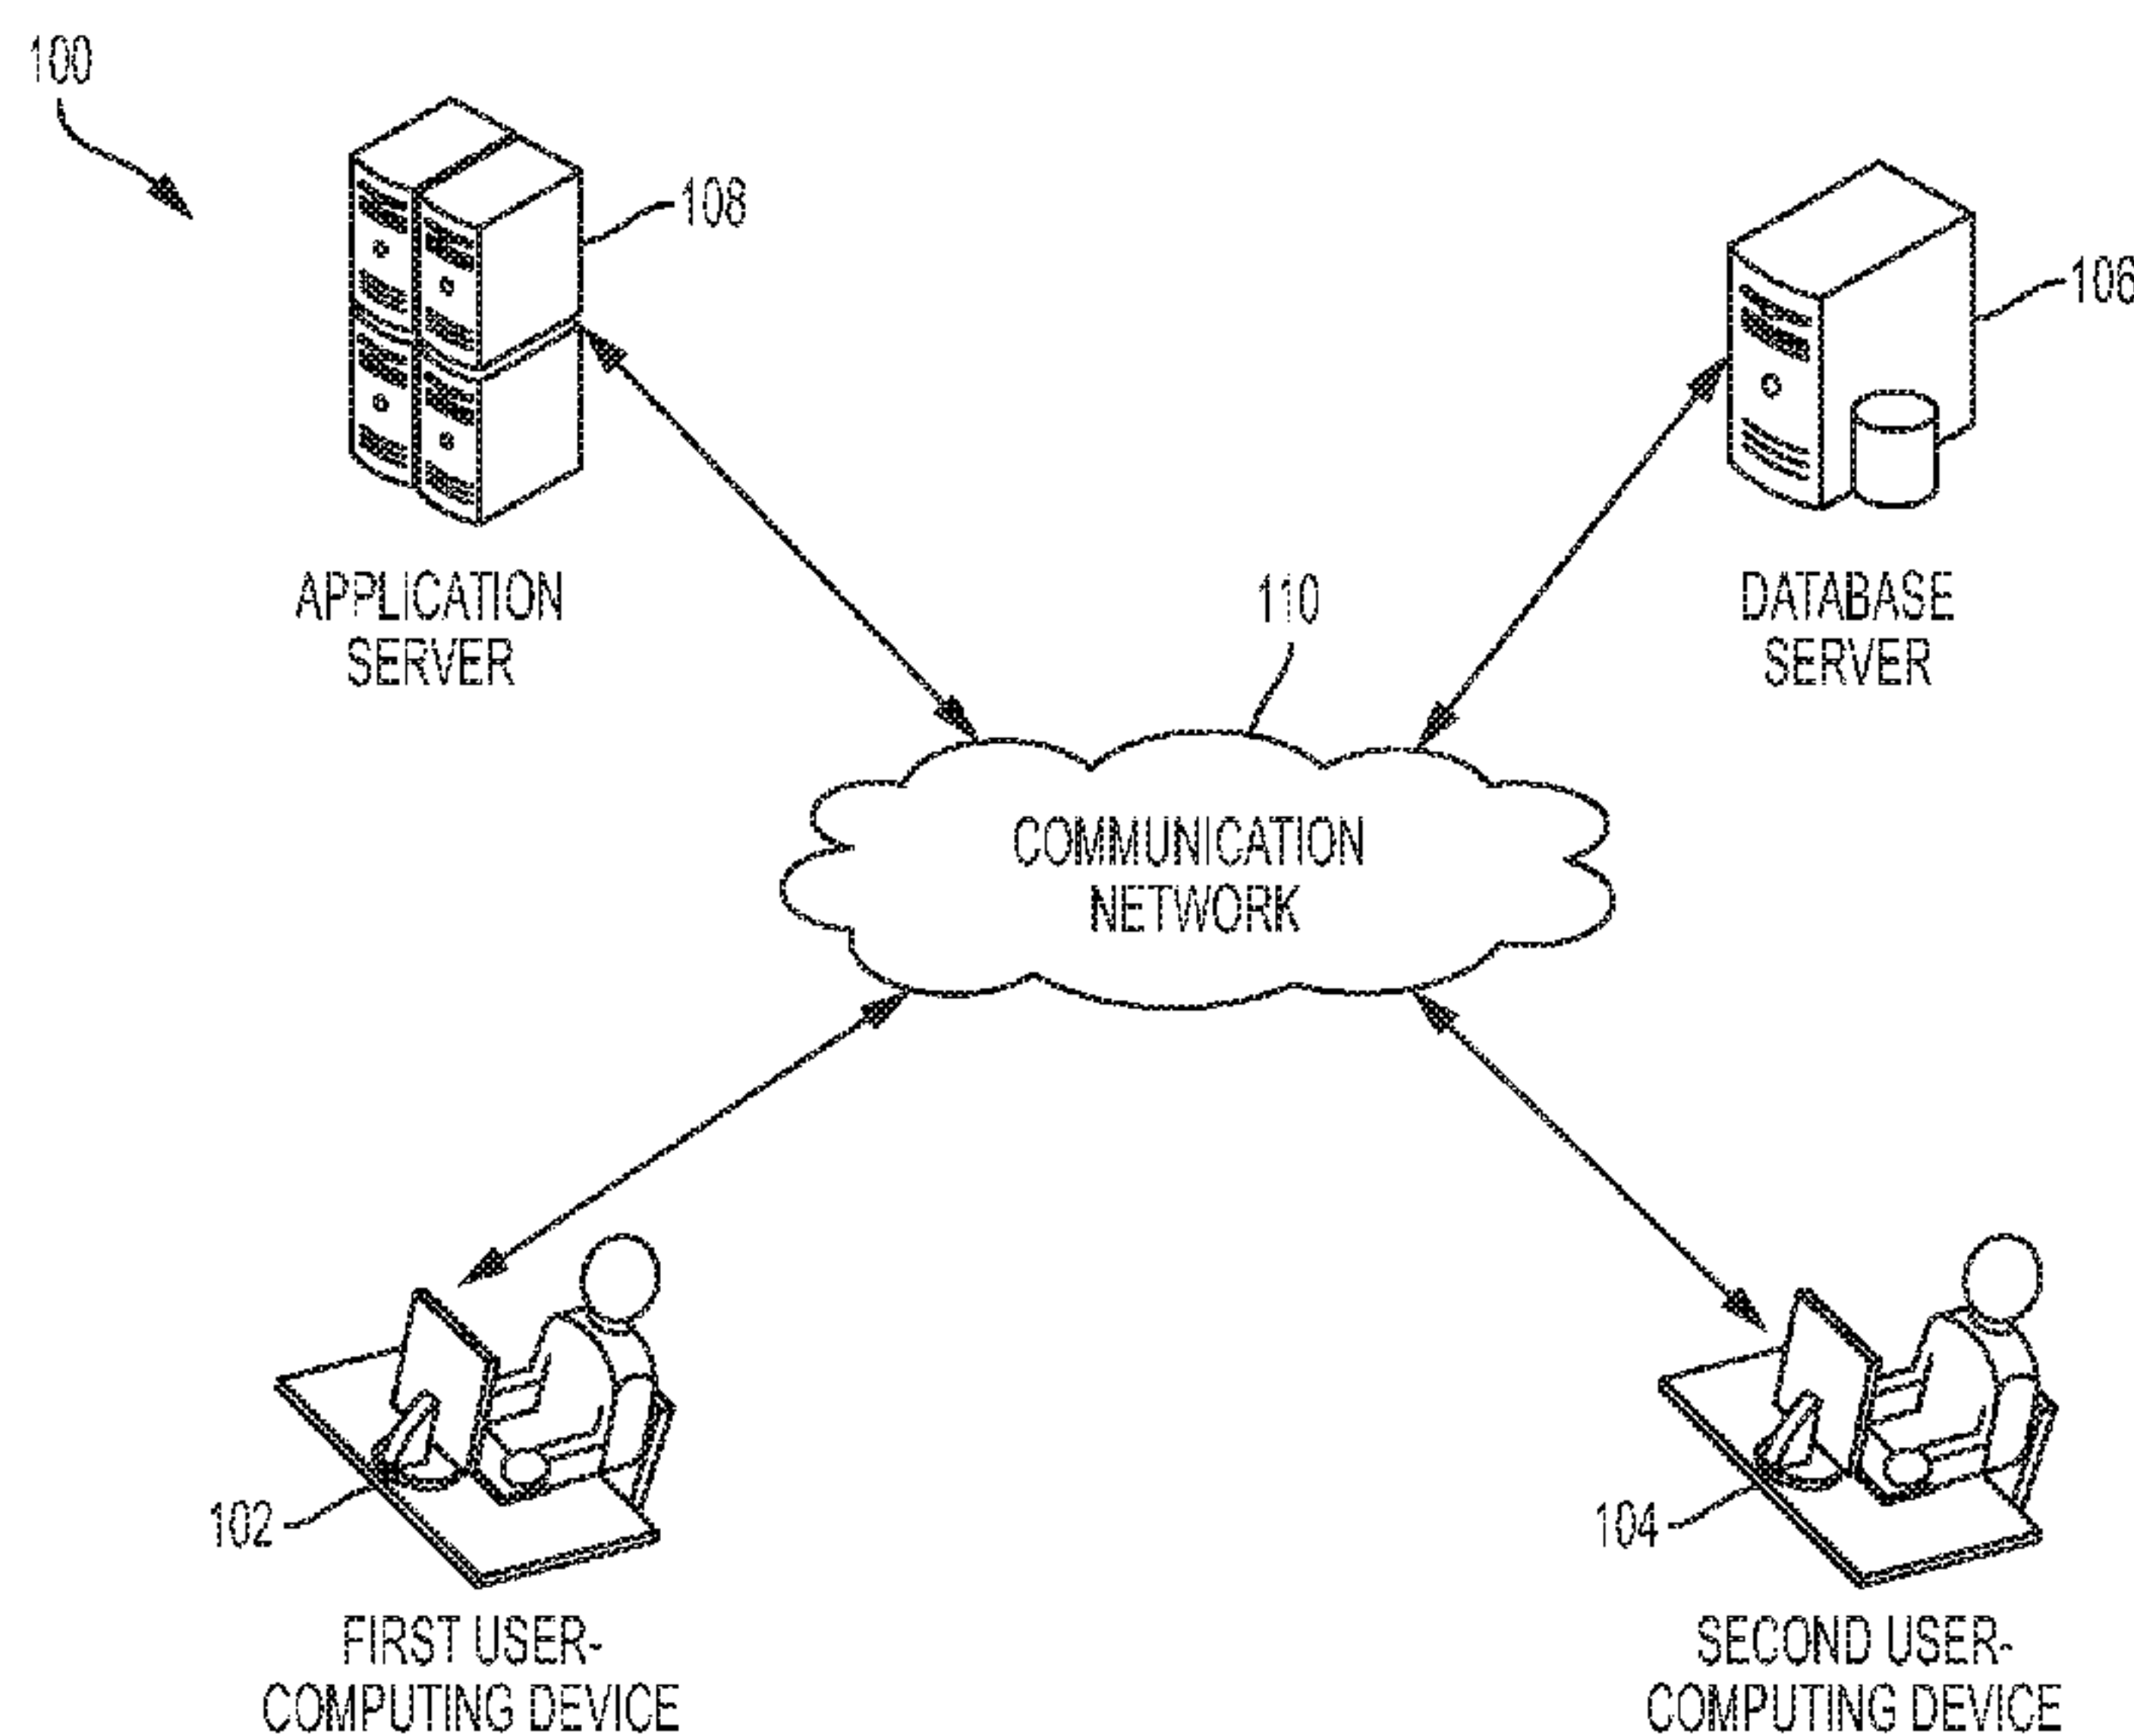 100
108
106
APPLICATION
SERVER
DATABASE
SERVER
110
COMMUNICATION
NETWORK
102
104
FIRST USER-
COMPUTING DEVICE
SECOND USER-
COMPUTING DEVICE